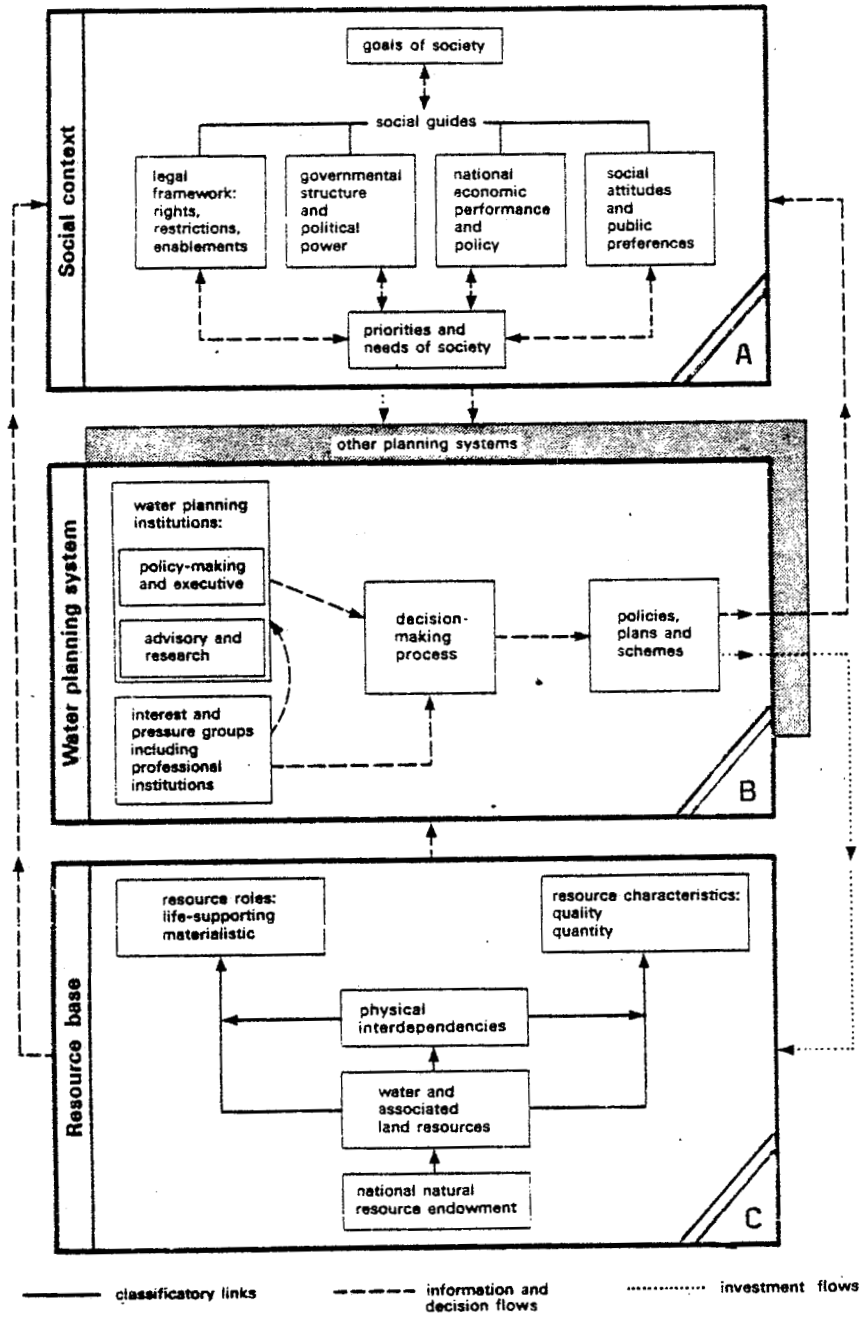 goals of society
social guides
legal
framework:
rights,
restrictions,
enablements
governmental
structure
and
political
power
national
economic
performance
and
policy
social
attitudes
and
public
preferences
priorities and
needs of society
Social context
A
other planning systems
Water planning system
water planning
institutions:
policy-making
and executive
advisory and
research
interest and
pressure groups
including
professional
institutions
decision-
making
process
policies,
plans and
schemes
B
Resource base
resource roles:
life-supporting
materialistic
resource characteristics:
quality
quantity
physical
interdependencies
water and
associated
land resources
national natural
resource endowment
C
classificatory links
information and
decision flows
investment flows